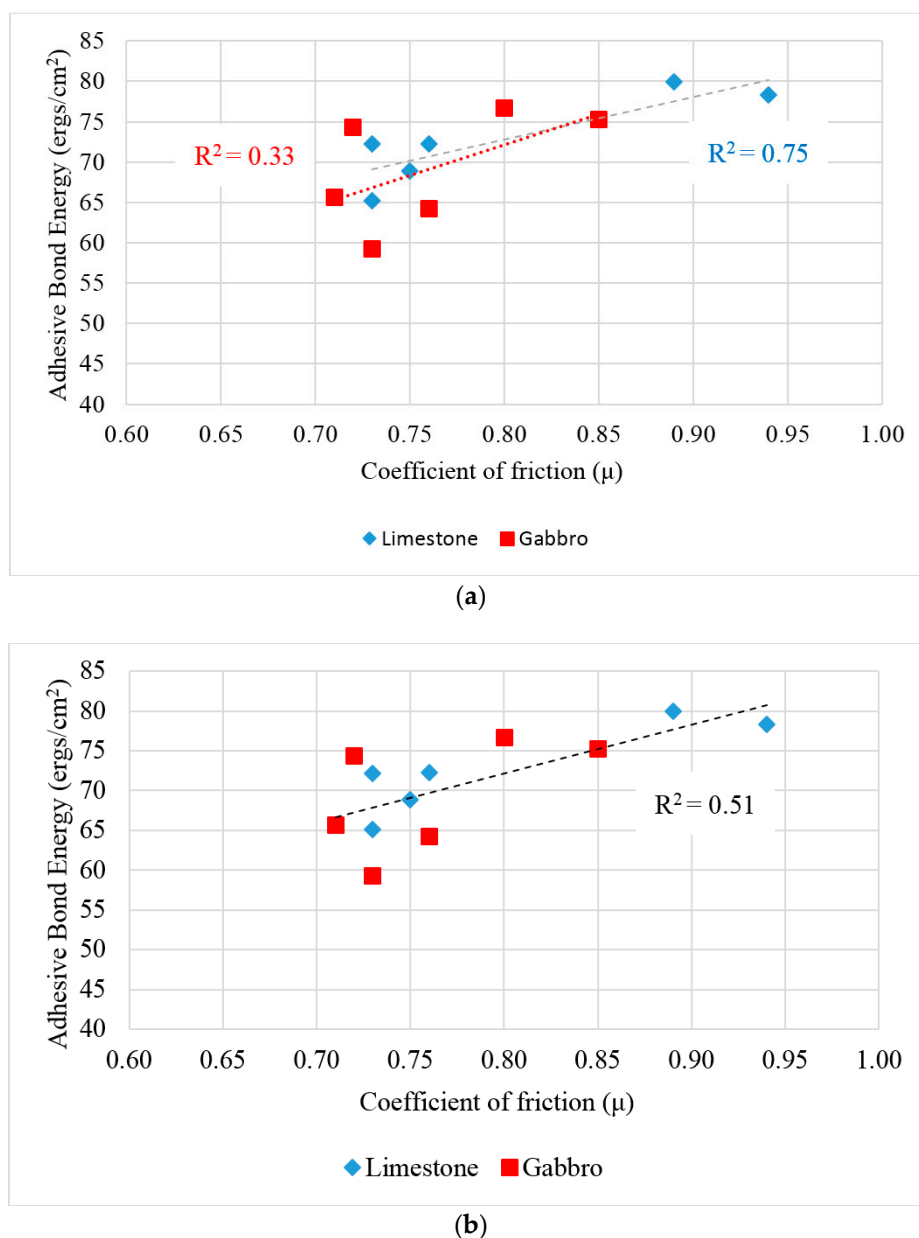 85
80
75
70
65
60
55
50
45
40
Adhesive Bond Energy (ergs/cm²)
R² = 0.33
R² = 0.75
0.60 0.65 0.70 0.75 0.80 0.85 0.90 0.95 1.00
Coefficient of friction (μ)
Limestone Gabbro
(a)
85
80
75
70
65
60
55
50
45
40
Adhesive Bond Energy (ergs/cm²)
R² = 0.51
0.60 0.65 0.70 0.75 0.80 0.85 0.90 0.95 1.00
Coefficient of friction (μ)
Limestone Gabbro
(b)